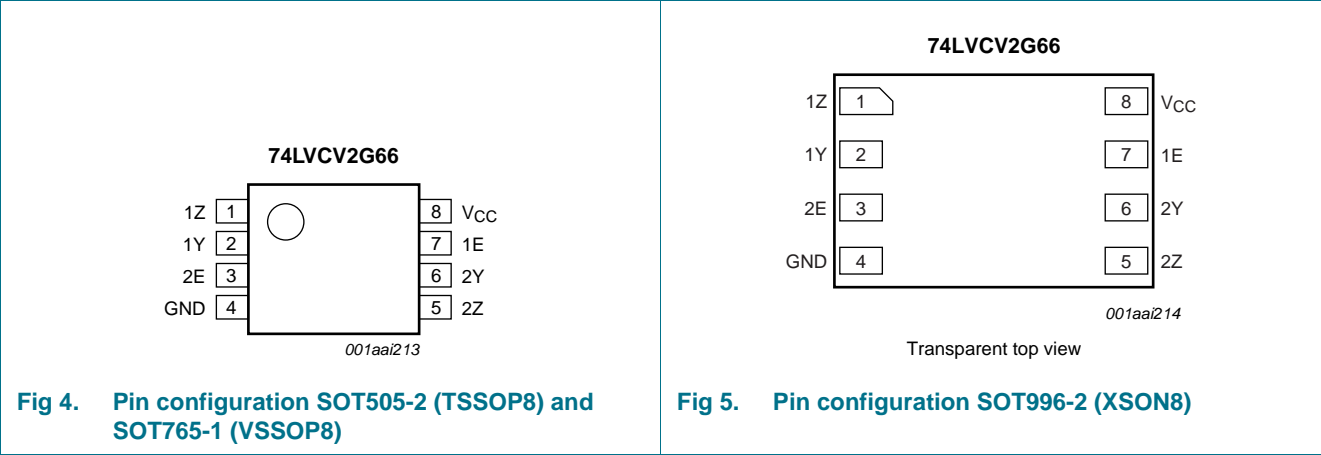 74LVCV2G66
1Z 1 8 VCC
1Y 2 7 1E
2E 3 6 2Y
GND 4 5 2Z
001aai213
Fig 4. Pin configuration SOT505-2 (TSSOP8) and
SOT765-1 (VSSOP8)
74LVCV2G66
1Z 1 8 VCC
1Y 2 7 1E
2E 3 6 2Y
GND 4 5 2Z
001aai214
Transparent top view
Fig 5. Pin configuration SOT996-2 (XSON8)